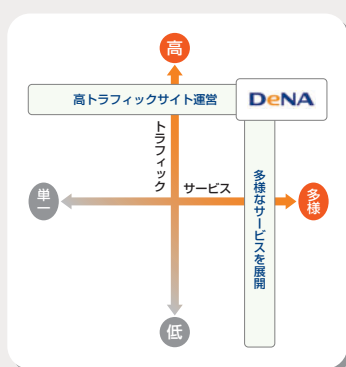 高
高トラフィックサイト運営
DeNA
トラフィック
サービス
単一
多様
多様なサービスを展開
低